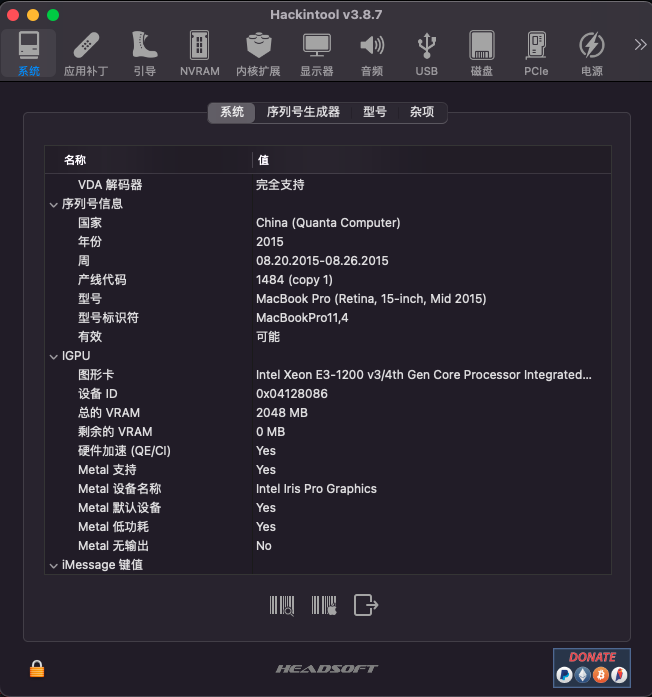 Hackintool v3.8.7
系统 应用补丁 引导 NVRAM 内核扩展 显示器 音频 USB 磁盘 PCIe 电源
系统 序列号生成器 型号 杂项
名称 值
VDA 解码器 完全支持
序列号信息
国家 China (Quanta Computer)
年份 2015
周 08.20.2015-08.26.2015
产线代码 1484 (copy 1)
型号 MacBook Pro (Retina, 15-inch, Mid 2015)
型号标识符 MacBookPro11,4
有效 可能
IGPU
图形卡 Intel Xeon E3-1200 v3/4th Gen Core Processor Integrated...
设备 ID 0x04128086
总的 VRAM 2048 MB
剩余的 VRAM 0 MB
硬件加速 (QE/CI) Yes
Metal 支持 Yes
Metal 设备名称 Intel Iris Pro Graphics
Metal 默认设备 Yes
Metal 低功耗 Yes
Metal 无输出 No
iMessage 键值
HEADSOFT
DONATE